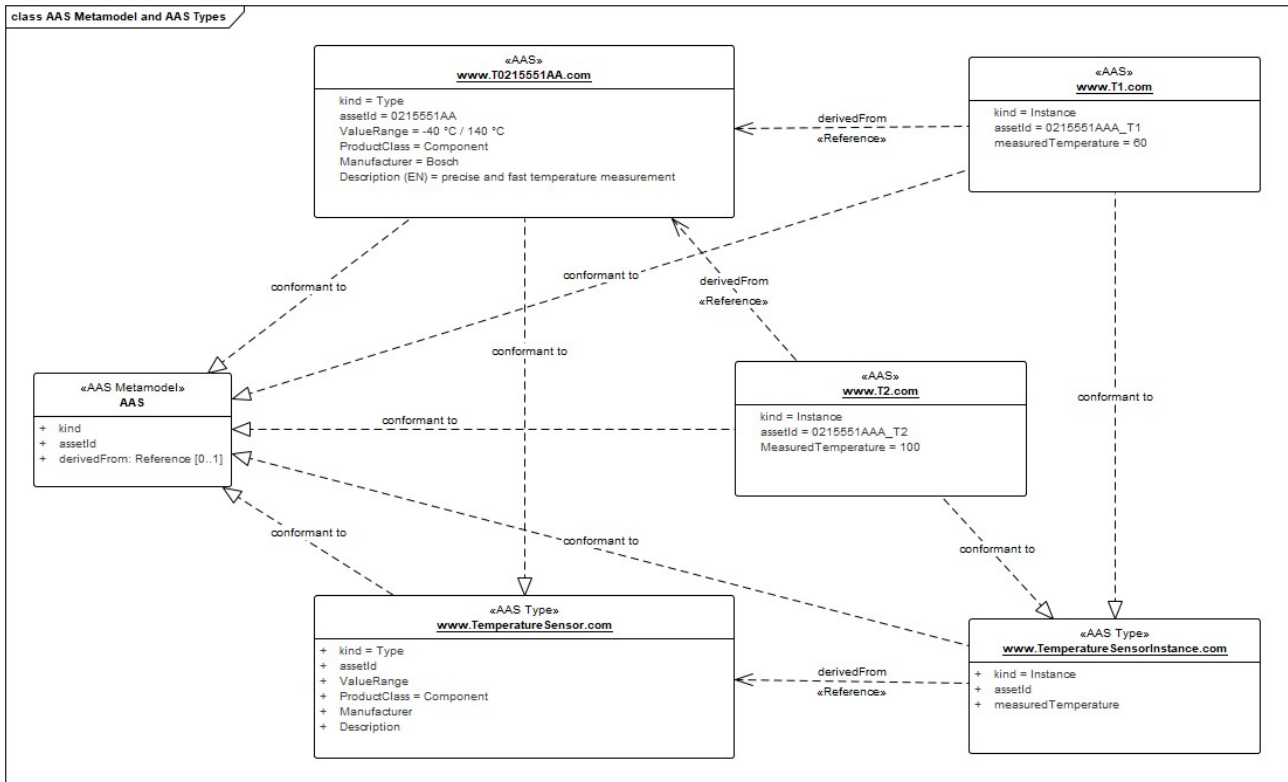 class AAS Metamodel and AAS Types
«AAS»
www.T0215551AA.com
kind = Type
assetId = 0215551AA
ValueRange = -40 °C / 140 °C
ProductClass = Component
Manufacturer = Bosch
Description (EN) = precise and fast temperature measurement
«AAS»
www.T1.com
kind = Instance
assetId = 0215551AAA_T1
measuredTemperature = 60
derivedFrom
«Reference»
conformant to
conformant to
derivedFrom
«Reference»
conformant to
conformant to
«AAS Metamodel»
AAS
+ kind
+ assetId
+ derivedFrom: Reference [0..1]
conformant to
«AAS»
www.T2.com
kind = Instance
assetId = 0215551AAA_T2
MeasuredTemperature = 100
conformant to
conformant to
conformant to
«AAS Type»
www.TemperatureSensor.com
+ kind = Type
+ assetId
+ ValueRange
+ ProductClass = Component
+ Manufacturer
+ Description
derivedFrom
«Reference»
«AAS Type»
www.TemperatureSensorInstance.com
+ kind = Instance
+ assetId
+ measuredTemperature